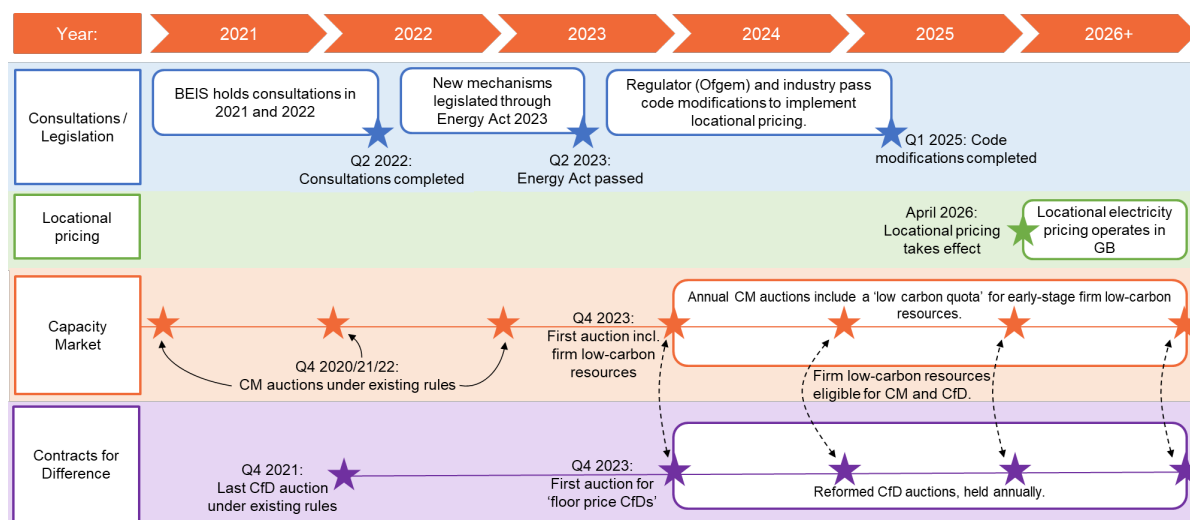 Year:
2021
2022
2023
2024
2025
2026+
Consultations /
Legislation
BEIS holds consultations in
2021 and 2022
Q2 2022:
Consultations completed
New mechanisms
legislated through
Energy Act 2023
Q2 2023:
Energy Act passed
Regulator (Ofgem) and industry pass
code modifications to implement
locational pricing.
Q1 2025: Code
modifications completed
Locational
pricing
April 2026:
Locational pricing
takes effect
Locational electricity
pricing operates in
GB
Capacity
Market
Q4 2020/21/22:
CM auctions under existing rules
Q4 2023:
First auction incl.
firm low-carbon
resources
Annual CM auctions include a ‘low carbon quota’ for early-stage firm low-carbon
resources.
Firm low-carbon resources
eligible for CM and CfD.
Contracts for
Difference
Q4 2021:
Last CfD auction
under existing rules
Q4 2023:
First auction for
‘floor price CfDs’
Reformed CfD auctions, held annually.